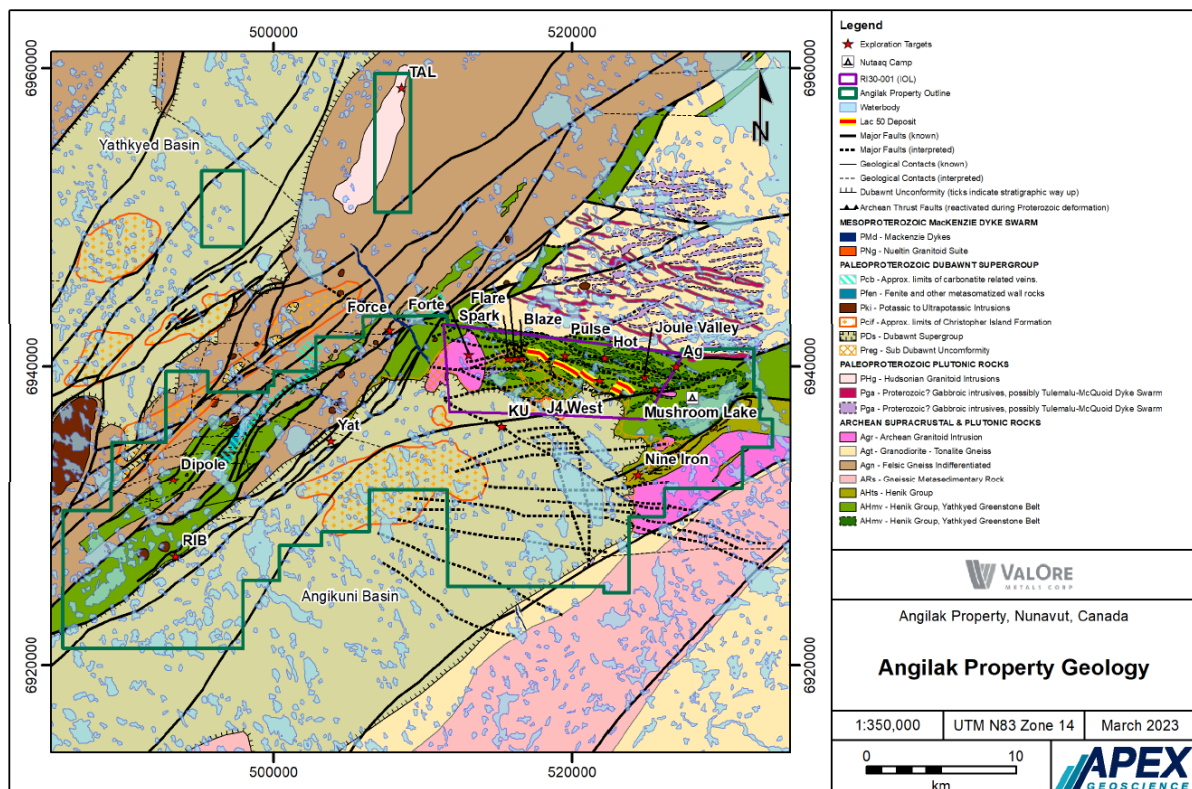 500000
520000
6960000
6940000
6920000
6960000
6940000
6920000
500000
520000
TAL
Yathkyed Basin
N
Force
Forte
Flare
Spark
Blaze
Pulse
Hot
Joule Valley
Ag
KU
J4 West
Mushroom Lake
Yat
Dipole
Nine Iron
RIB
Angikuni Basin
Legend
Exploration Targets
Nutaaq Camp
RI30-001 (IOL)
Angilak Property Outline
Waterbody
Lac 50 Deposit
Major Faults (known)
Major Faults (interpreted)
Geological Contacts (known)
Geological Contacts (interpreted)
Dubawnt Unconformity (ticks indicate stratigraphic way up)
Archean Thrust Faults (reactivated during Proterozoic deformation)
MESOPROTEROZOIC MacKENZIE DYKE SWARM
PMd - Mackenzie Dykes
PNg - Nueltin Granitoid Suite
PALEOPROTEROZOIC DUBAWNT SUPERGROUP
Pcb - Approx. limits of carbonatite related veins.
Pfen - Fenite and other metasomatized wall rocks
Pki - Potassic to Ultrapotassic Intrusions
Pcif - Approx. limits of Christopher Island Formation
PDs - Dubawnt Supergroup
Preg - Sub Dubawnt Uncomformity
PALEOPROTEROZOIC PLUTONIC ROCKS
PHg - Hudsonian Granitoid Intrusions
Pga - Proterozoic? Gabbroic intrusives, possibly Tulemalu-McQuoid Dyke Swarm
Pga - Proterozoic? Gabbroic intrusives, possibly Tulemalu-McQuoid Dyke Swarm
ARCHEAN SUPRACRUSTAL & PLUTONIC ROCKS
Agr - Archean Granitoid Intrusion
Agt - Granodiorite - Tonalite Gneiss
Agn - Felsic Gneiss Indifferentiated
ARs - Gneissic Metasedimentary Rock
AHts - Henik Group
AHmv - Henik Group, Yathkyed Greenstone Belt
AHmv - Henik Group, Yathkyed Greenstone Belt
VALORE
METALS CORP
Angilak Property, Nunavut, Canada
Angilak Property Geology
1:350,000
UTM N83 Zone 14
March 2023
0
10
km
APEX
GEOSCIENCE